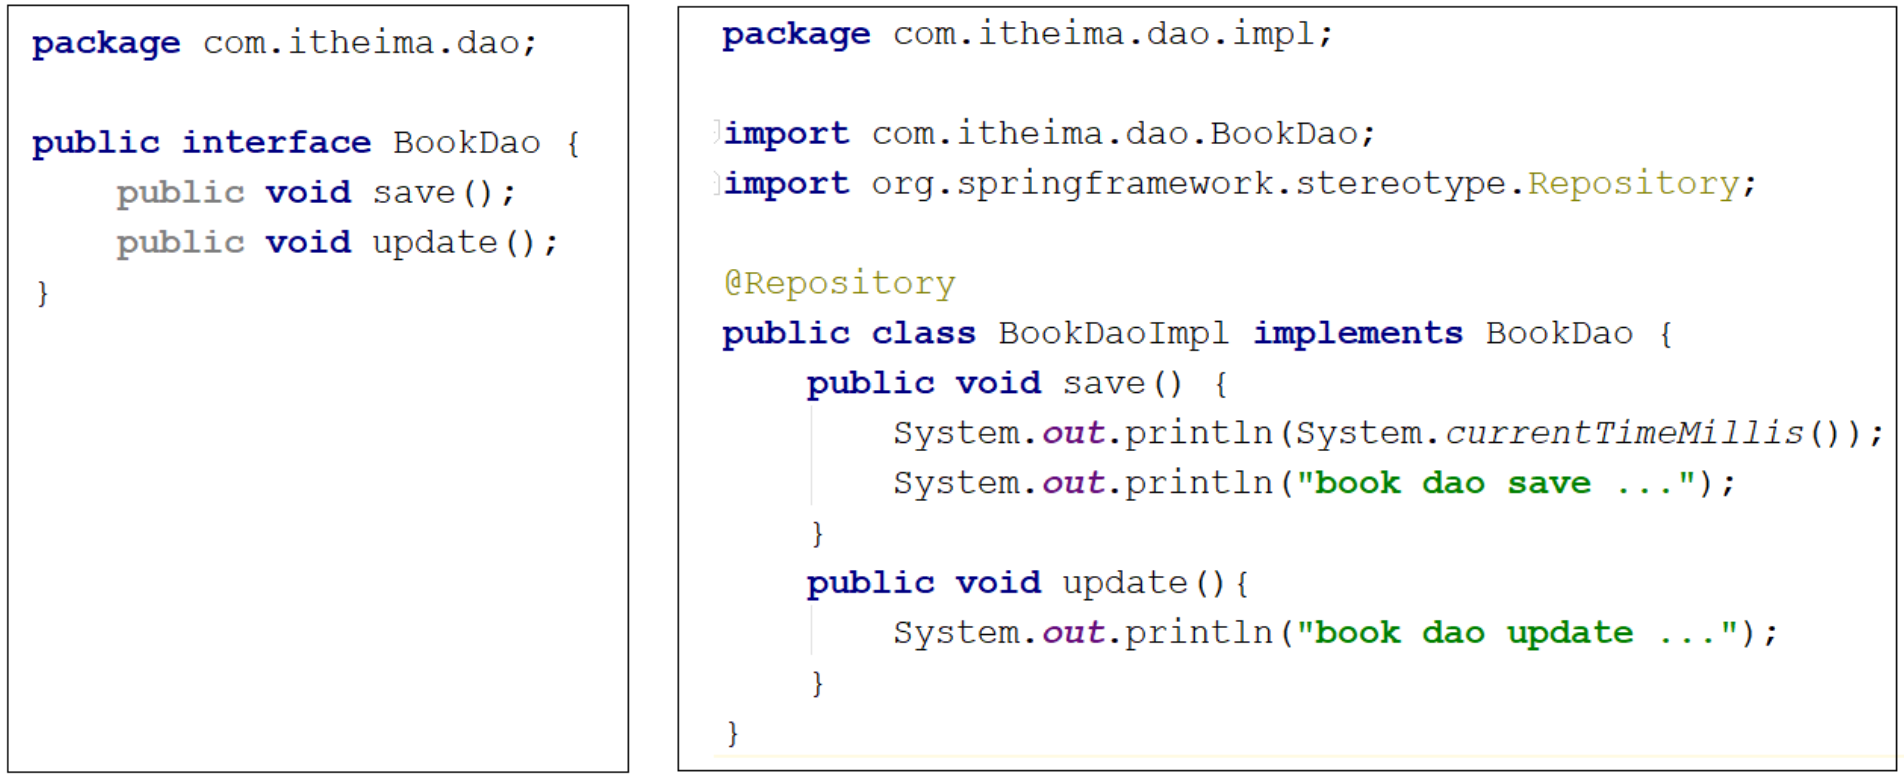 package com.itheima.dao;
public interface BookDao {
public void save();
public void update();
}
package com.itheima.dao.impl;
import com.itheima.dao.BookDao;
import org.springframework.stereotype.Repository;
@Repository
public class BookDaoImpl implements BookDao {
public void save() {
System.out.println(System.currentTimeMillis());
System.out.println("book dao save ...");
}
public void update(){
System.out.println("book dao update ...");
}
}